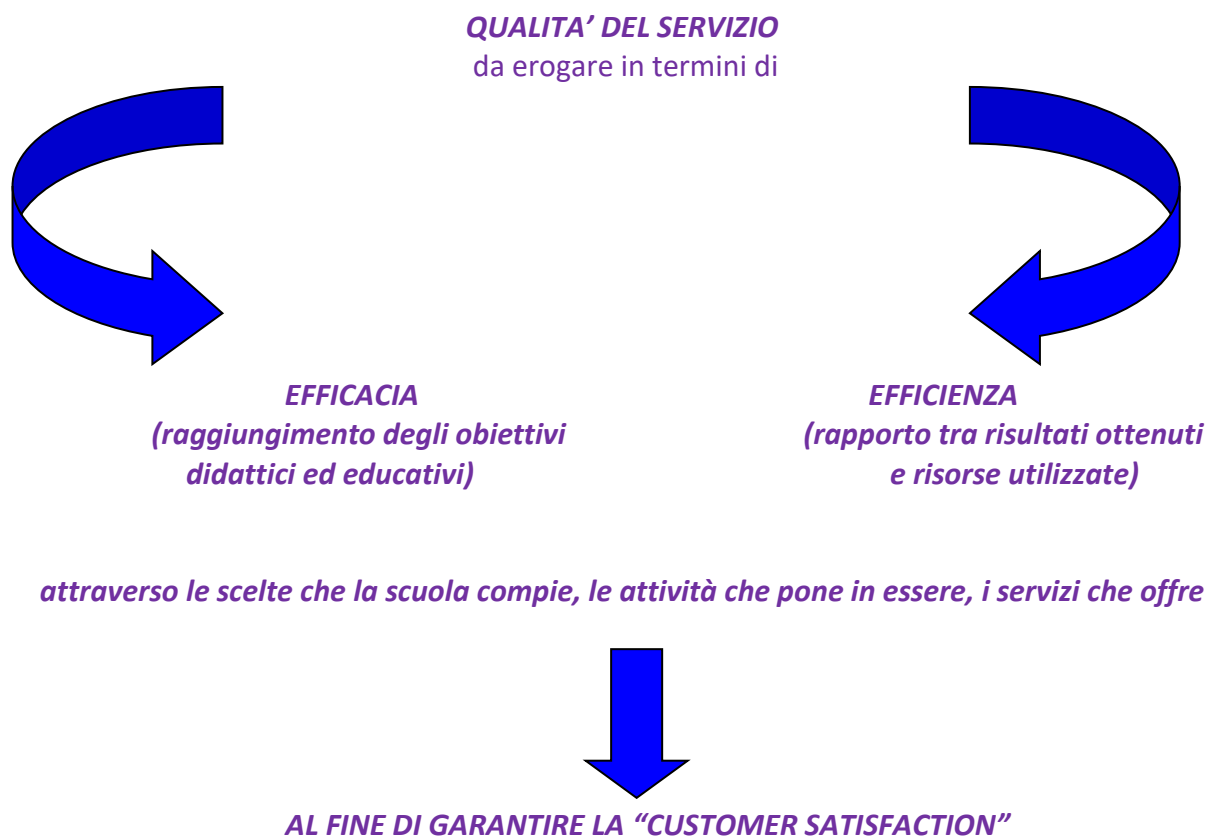 QUALITA’ DEL SERVIZIO
da erogare in termini di
EFFICACIA
(raggiungimento degli obiettivi
didattici ed educativi)
EFFICIENZA
(rapporto tra risultati ottenuti
e risorse utilizzate)
attraverso le scelte che la scuola compie, le attività che pone in essere, i servizi che offre
AL FINE DI GARANTIRE LA “CUSTOMER SATISFACTION”